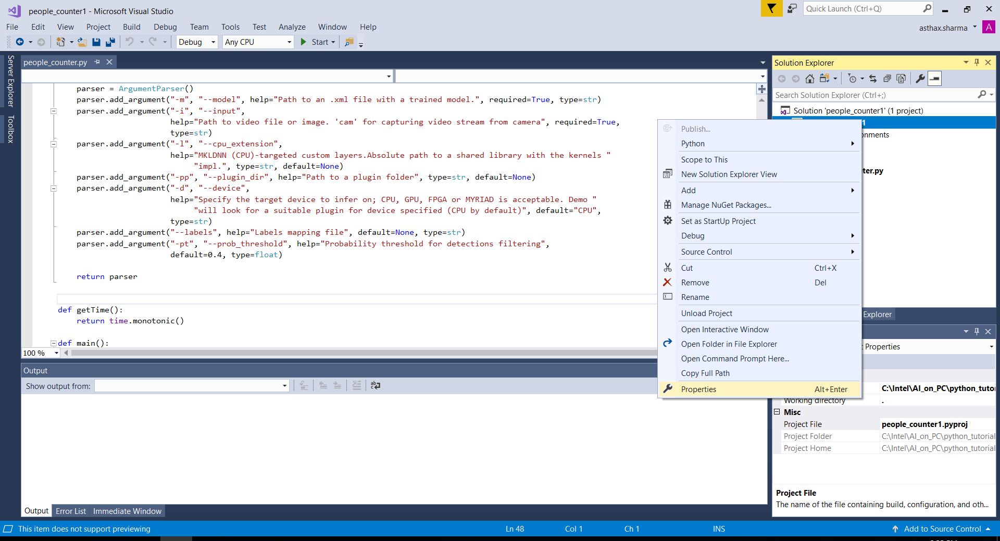 people_counter1 - Microsoft Visual Studio
Quick Launch (Ctrl+Q)
File Edit View Project Build Debug Team Tools Test Analyze Window Help
asthax.sharma A
Debug Any CPU Start
Server Explorer
Toolbox
people_counter.py
parser = ArgumentParser()
parser.add_argument("-m", "--model", help="Path to an .xml file with a trained model.", required=True, type=str)
parser.add_argument("-i", "--input",
help="Path to video file or image. 'cam' for capturing video stream from camera", required=True,
type=str)
parser.add_argument("-l", "--cpu_extension",
help="MKLDNN (CPU)-targeted custom layers.Absolute path to a shared library with the kernels "
"impl.", type=str, default=None)
parser.add_argument("-pp", "--plugin_dir", help="Path to a plugin folder", type=str, default=None)
parser.add_argument("-d", "--device",
help="Specify the target device to infer on; CPU, GPU, FPGA or MYRIAD is acceptable. Demo "
"will look for a suitable plugin for device specified (CPU by default)", default="CPU",
type=str)
parser.add_argument("--labels", help="Labels mapping file", default=None, type=str)
parser.add_argument("-pt", "--prob_threshold", help="Probability threshold for detections filtering",
default=0.4, type=float)
return parser
def getTime():
return time.monotonic()
def main():
100 %
Output
Show output from:
Output Error List Immediate Window
Solution Explorer
Search Solution Explorer (Ctrl+;)
Solution 'people_counter1' (1 project)
1
onments
ter.py
Publish...
Python
Scope to This
New Solution Explorer View
Add
Manage NuGet Packages...
Set as StartUp Project
Debug
Source Control
Cut Ctrl+X
Remove Del
Rename
Unload Project
Open Interactive Window
Open Folder in File Explorer
Open Command Prompt Here...
Copy Full Path
Properties Alt+Enter
Explorer
Properties
C:\Intel\AI_on_PC\python_tutor
Working directory .
Misc
Project File people_counter1.pyproj
Project Folder C:\Intel\AI_on_PC\python_tutorial
Project Home C:\Intel\AI_on_PC\python_tutorial
Project File
The name of the file containing build, configuration, and oth...
This item does not support previewing Ln 48 Col 1 Ch 1 INS Add to Source Control